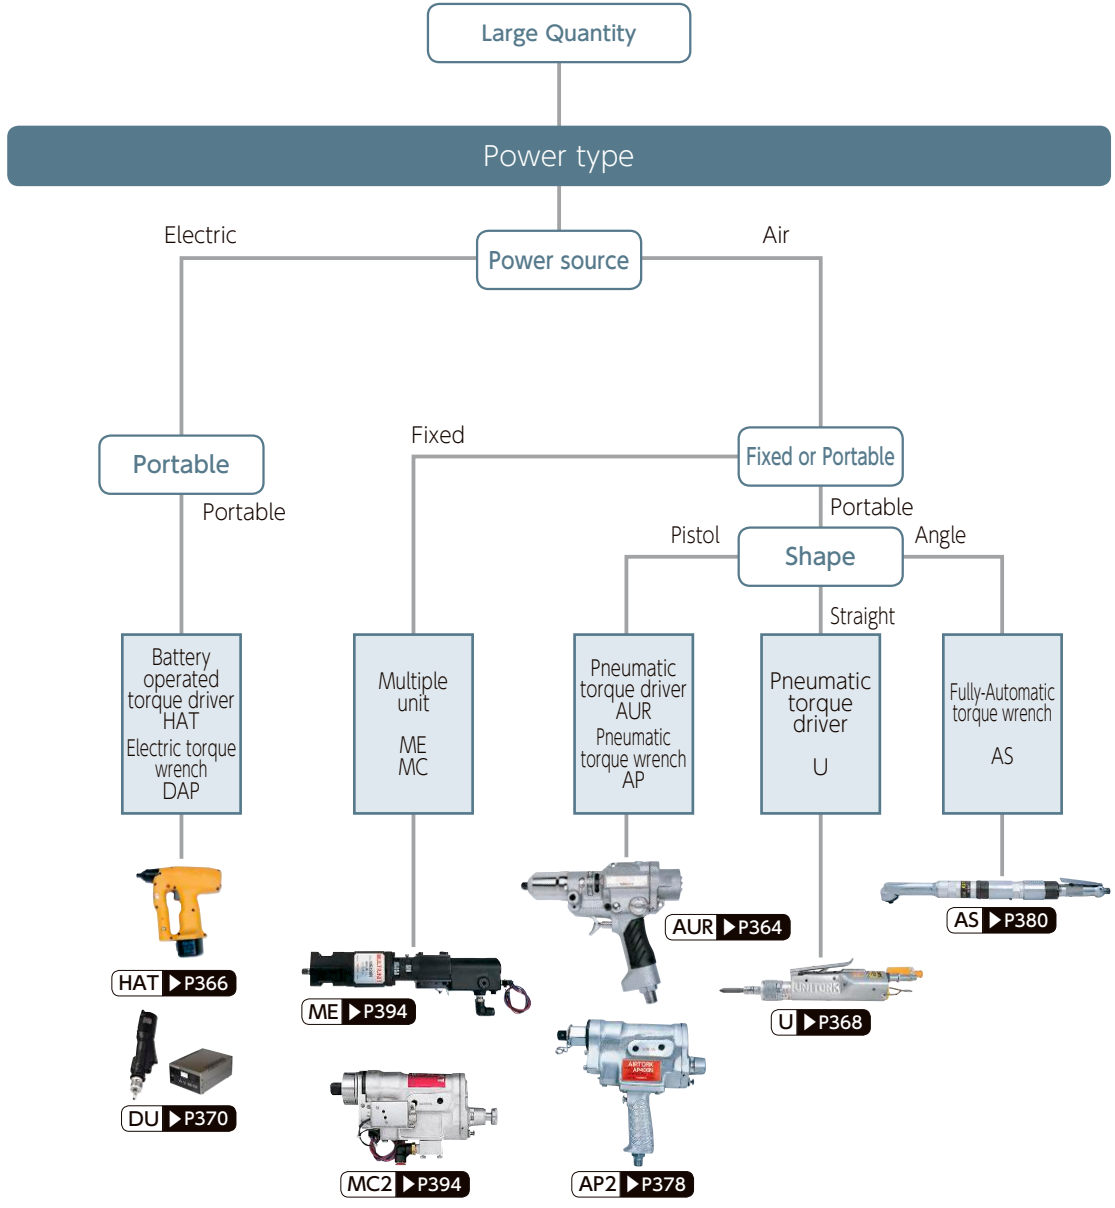 Large Quantity
Power type
Electric
Power source
Air
Portable
Portable
Fixed
Fixed or Portable
Portable
Pistol
Shape
Angle
Straight
Battery
operated
torque driver
HAT
Electric torque
wrench
DAP
Multiple
unit
ME
MC
Pneumatic
torque driver
AUR
Pneumatic
torque wrench
AP
Pneumatic
torque
driver
U
Fully-Automatic
torque wrench
AS
HAT ▶P366
DU ▶P370
ME ▶P394
MC2 ▶P394
AUR ▶P364
AIRTORK
AP2 ▶P378
UNITORK
U ▶P368
AS ▶P380